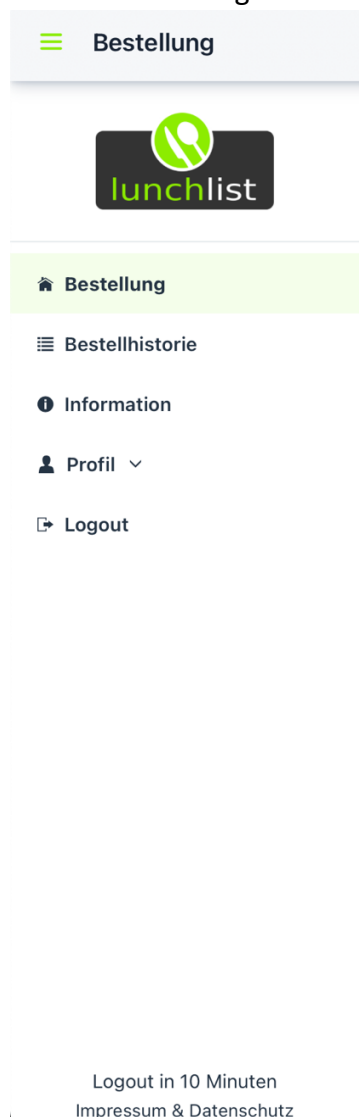 Bestellung
lunchlist
Bestellung
Bestellhistorie
Information
Profil
Logout
Logout in 10 Minuten
Impressum & Datenschutz